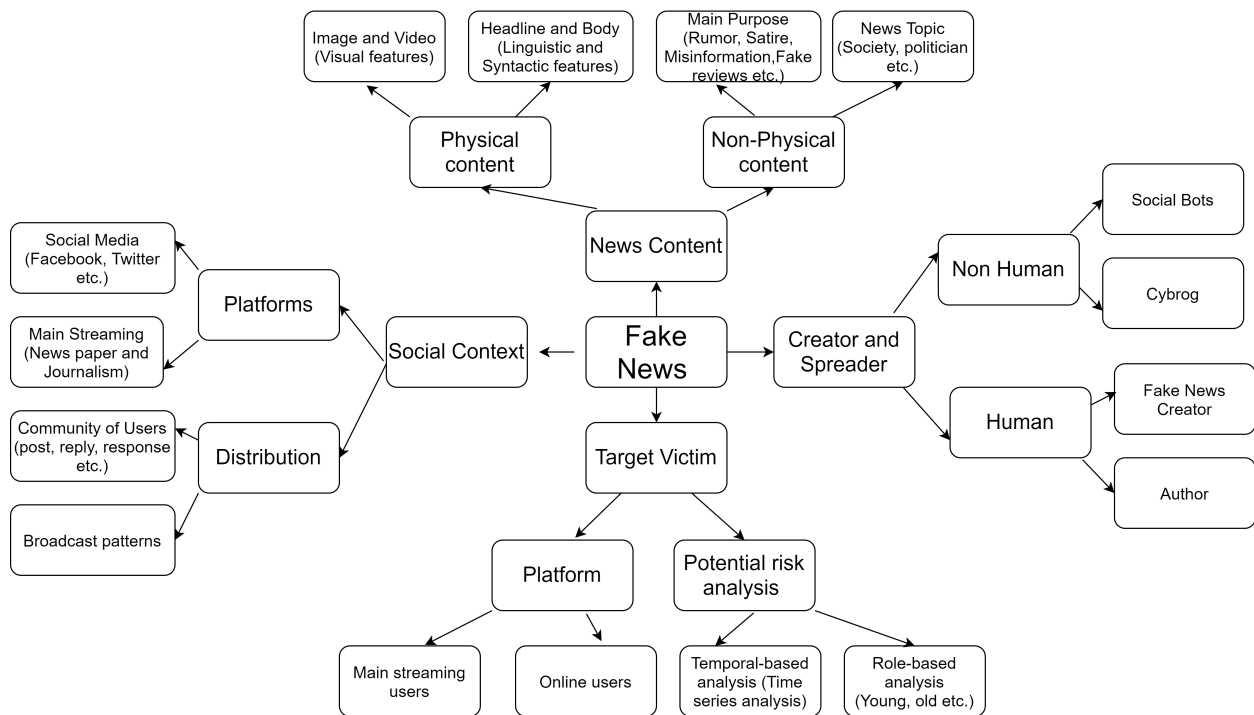 Image and Video
(Visual features)
Headline and Body
(Linguistic and
Syntactic features)
Main Purpose
(Rumor, Satire,
Misinformation,Fake
reviews etc.)
News Topic
(Society, politician
etc.)
Physical
content
Non-Physical
content
News Content
Social Media
(Facebook, Twitter
etc.)
Platforms
Main Streaming
(News paper and
Journalism)
Social Context
Community of Users
(post, reply, response
etc.)
Distribution
Broadcast patterns
Fake
News
Creator and
Spreader
Non Human
Social Bots
Cybrog
Human
Fake News
Creator
Author
Target Victim
Platform
Potential risk
analysis
Main streaming
users
Online users
Temporal-based
analysis (Time
series analysis)
Role-based
analysis
(Young, old etc.)